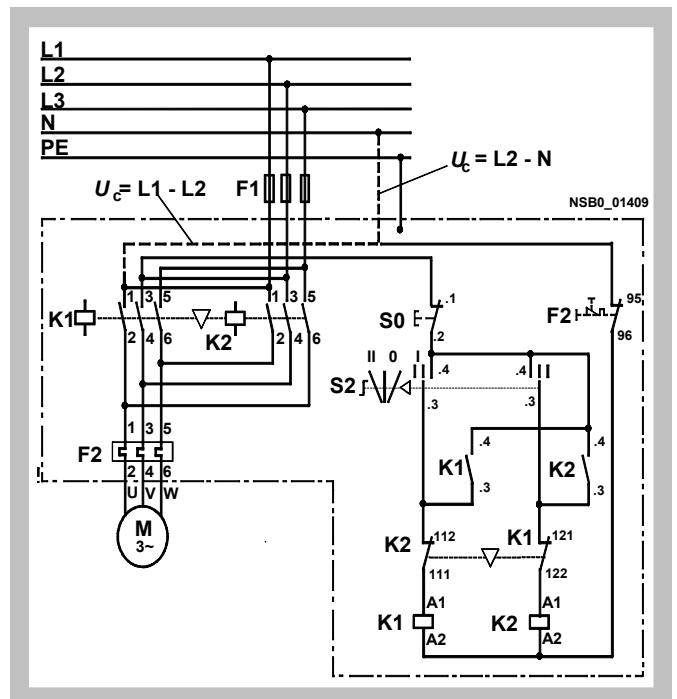 L1
L2
L3
N
PE
Uc = L2 - N
Uc = L1 - L2
F1
NSB0_01409
K1
1 3 5
2 4 6
K2
1 3 5
2 4 6
S0
.1
.2
F2
95
96
II 0 I
S2
.4
.3
.4
.3
K1
.4
.3
K2
.4
.3
F2
1 3 5
2 4 6
U V W
M
3~
K2
112
111
K1
121
122
K1
A1
A2
K2
A1
A2